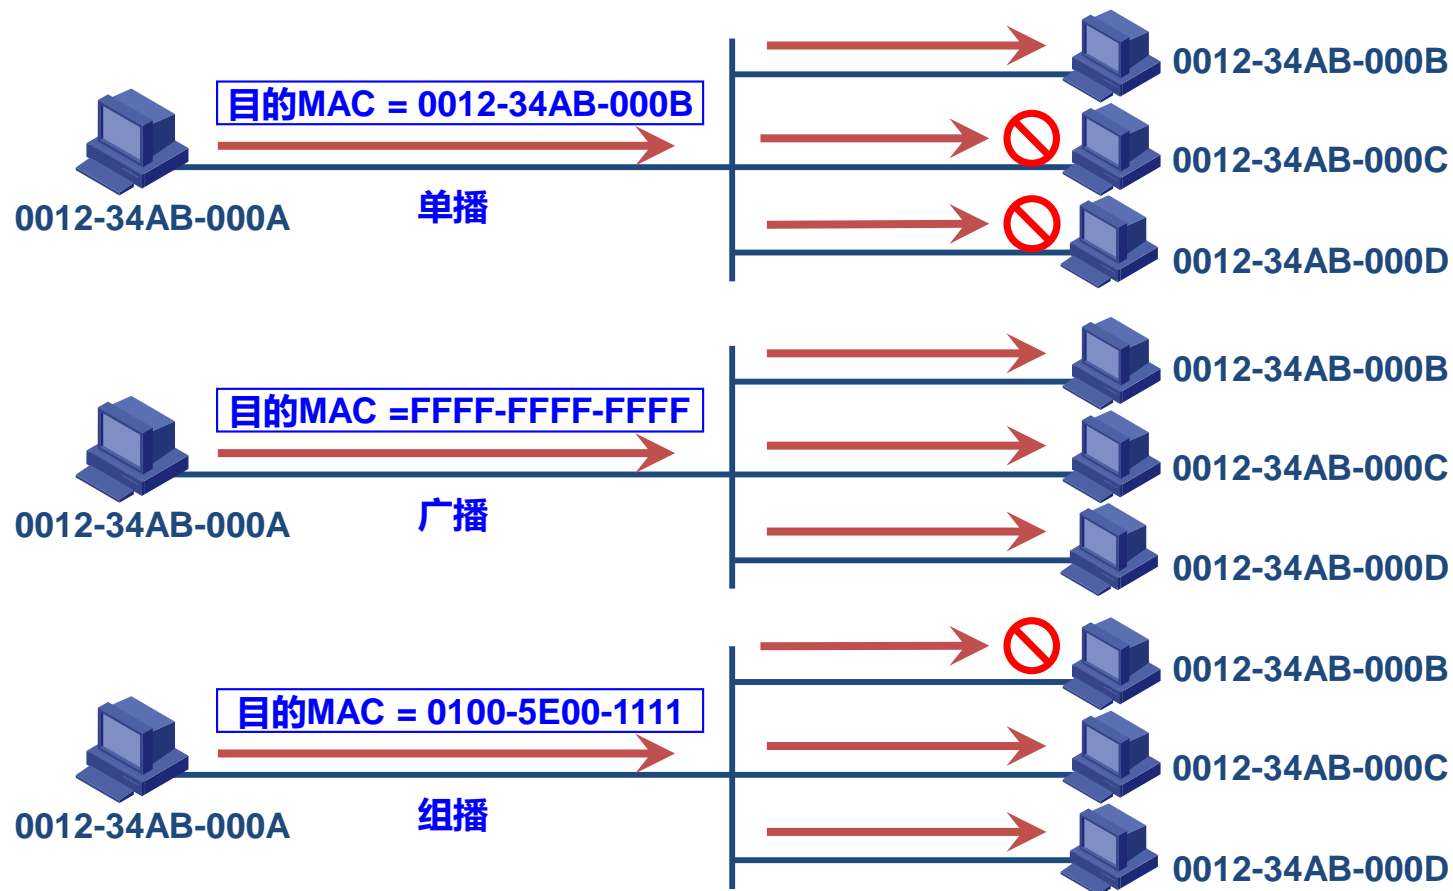 0012-34AB-000B
目的MAC = 0012-34AB-000B
0012-34AB-000C
单播
0012-34AB-000A
0012-34AB-000D
0012-34AB-000B
目的MAC =FFFF-FFFF-FFFF
0012-34AB-000C
广播
0012-34AB-000A
0012-34AB-000D
0012-34AB-000B
目的MAC = 0100-5E00-1111
0012-34AB-000C
组播
0012-34AB-000A
0012-34AB-000D